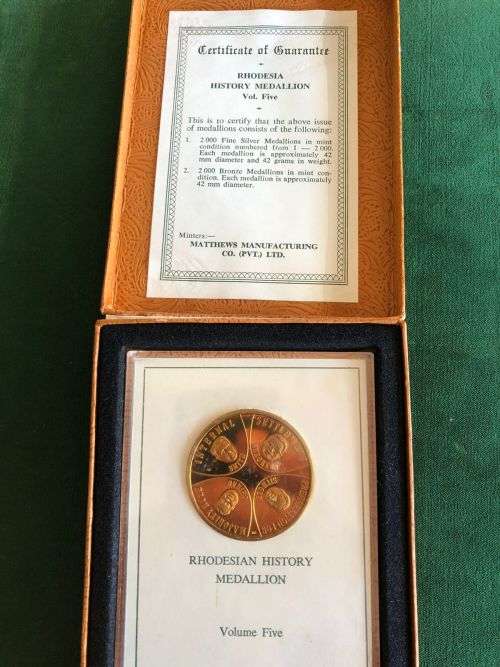 Certificate of Guarantee
RHODESIA
HISTORY MEDALLION
Vol. Five
This is to certify that the above issue
of medallions consists of the following:
1. 2 000 Fine Silver Medallions in mint
condition numbered from 1 — 2 000.
Each medallion is approximately 42
mm diameter and 42 grams in weight.
2. 2 000 Bronze Medallions in mint con-
dition. Each medallion is approximately
42 mm diameter.
Minters:—
MATTHEWS MANUFACTURING
CO. (PVT.) LTD.
INTERNAL
MAJORITY
RHODESIAN HISTORY
MEDALLION
Volume Five